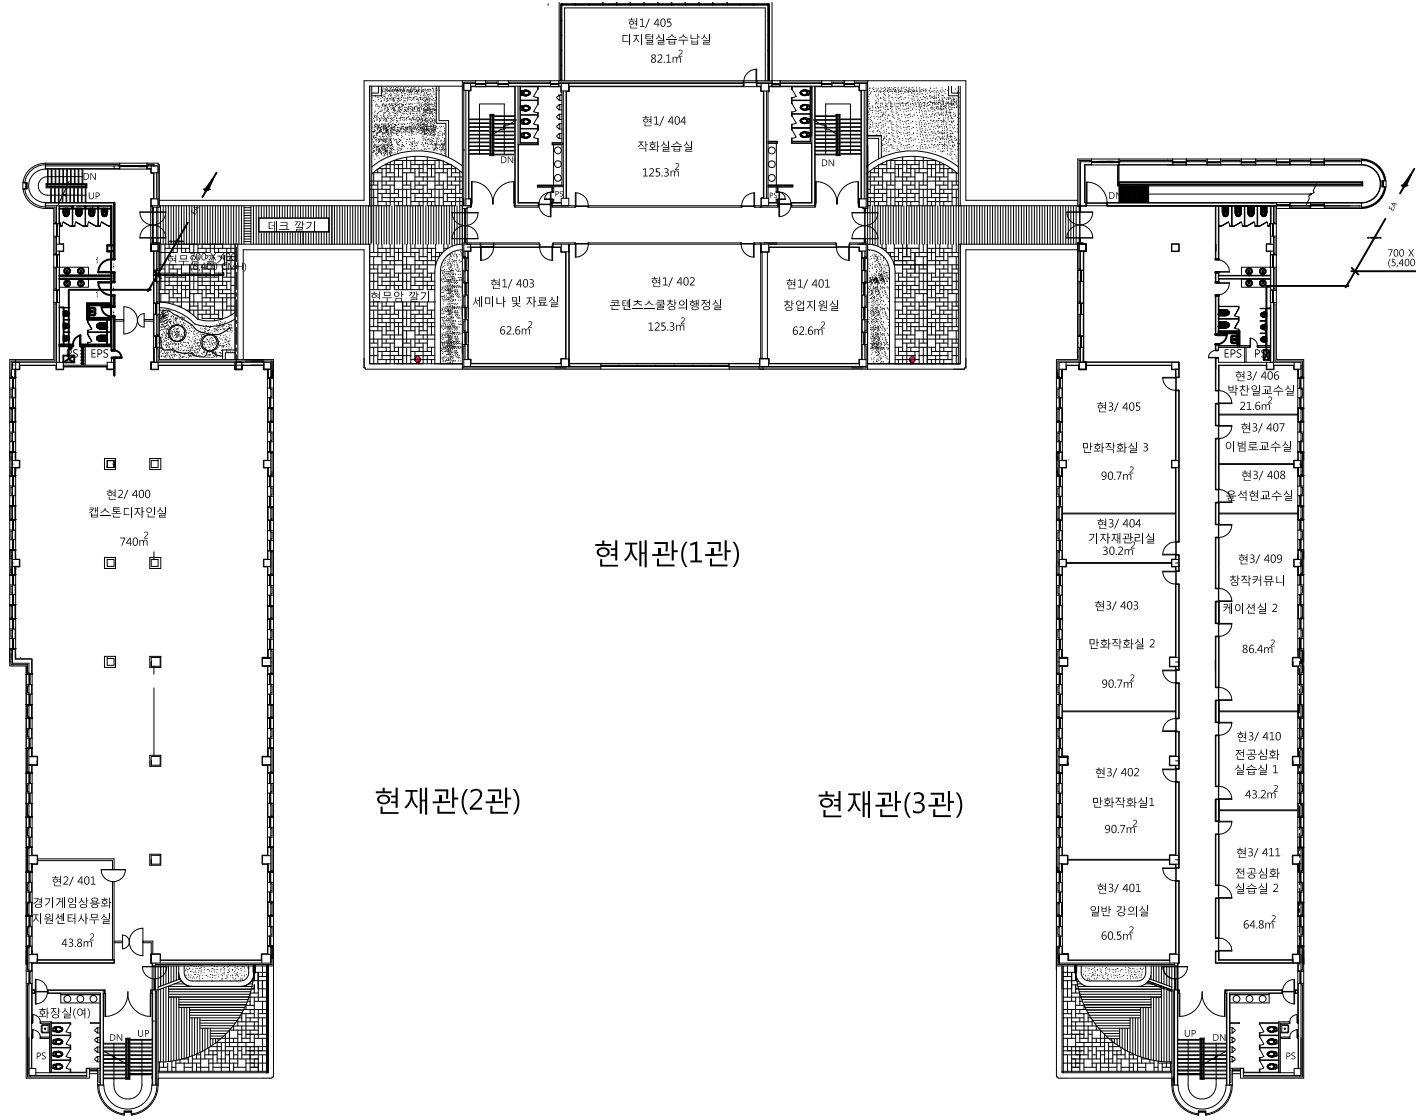 현1/ 405
디지털실습수납실
82.1m²
현1/ 404
작화실습실
125.3m²
DN
DN
PS
PS
DN
UP
데크 깔기
현무암 깔기
현1/ 403
세미나 및 자료실
62.6m²
현1/ 402
콘텐츠스쿨창의행정실
125.3m²
현1/ 401
창업지원실
62.6m²
DN
EA
700 X
(5,400
EPS
EPS
PS
현2/ 400
캡스톤디자인실
740m²
현2/ 401
경기게임상용화
지원센터사무실
43.8m²
화장실(여)
DN
UP
PS
현재관(1관)
현재관(2관)
현재관(3관)
현3/ 405
만화작화실 3
90.7m²
현3/ 404
기자재관리실
30.2m²
현3/ 403
만화작화실 2
90.7m²
현3/ 402
만화작화실1
90.7m²
현3/ 401
일반 강의실
60.5m²
현3/ 406
박찬일교수실
21.6m²
현3/ 407
이범로교수실
현3/ 408
윤석현교수실
현3/ 409
창작커뮤니
케이션실 2
86.4m²
현3/ 410
전공심화
실습실 1
43.2m²
현3/ 411
전공심화
실습실 2
64.8m²
UP
DN
PS